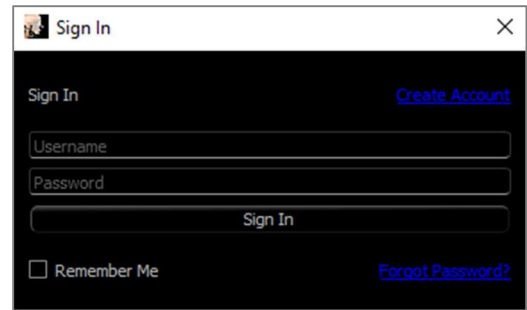 Sign In
Sign In Create Account
Username
Password
Sign In
Remember Me Forgot Password?